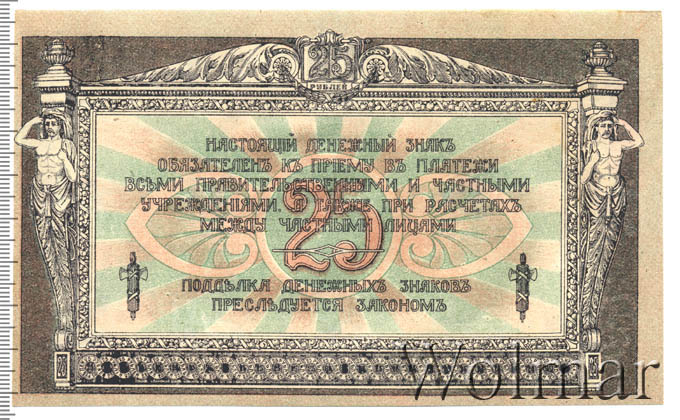 25
РУБЛЕЙ
НАСТОЯЩІЙ ДЕНЕЖНЫЙ ЗНАКЪ
ОБЯЗАТЕЛЕНЪ КЪ ПРІЕМУ ВЪ ПЛАТЕЖИ
ВСѢМИ ПРАВИТЕЛЬСТВЕННЫМИ И ЧАСТНЫМИ
УЧРЕЖДЕНІЯМИ, А ТАКЖЕ ПРИ РАСЧЕТАХЪ
МЕЖДУ ЧАСТНЫМИ ЛИЦАМИ
25
ПОДДѢЛКА ДЕНЕЖНЫХЪ ЗНАКОВЪ
ПРЕСЛѢДУЕТСЯ ЗАКОНОМЪ
Wolmar